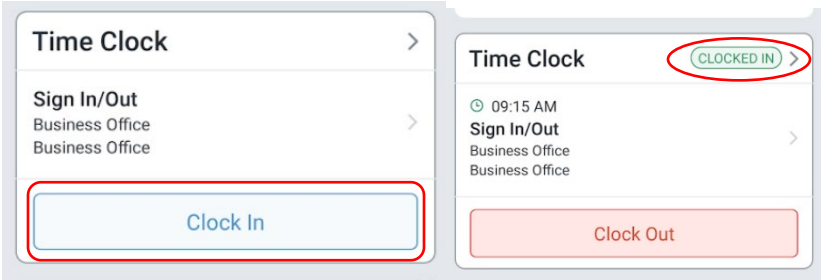 Time Clock
Sign In/Out
Business Office
Business Office
Clock In
Time Clock CLOCKED IN
09:15 AM
Sign In/Out
Business Office
Business Office
Clock Out